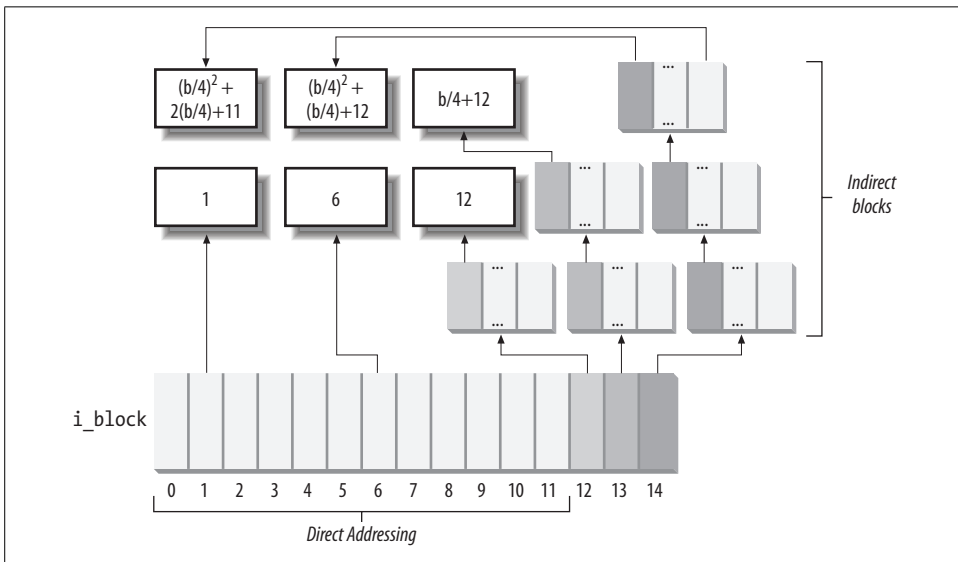 (b/4)² +
2(b/4)+11
(b/4)² +
(b/4)+12
b/4+12
...
...
1
6
12
...
...
...
...
Indirect
blocks
...
...
...
...
...
...
i_block
0 1 2 3 4 5 6 7 8 9 10 11 12 13 14
Direct Addressing